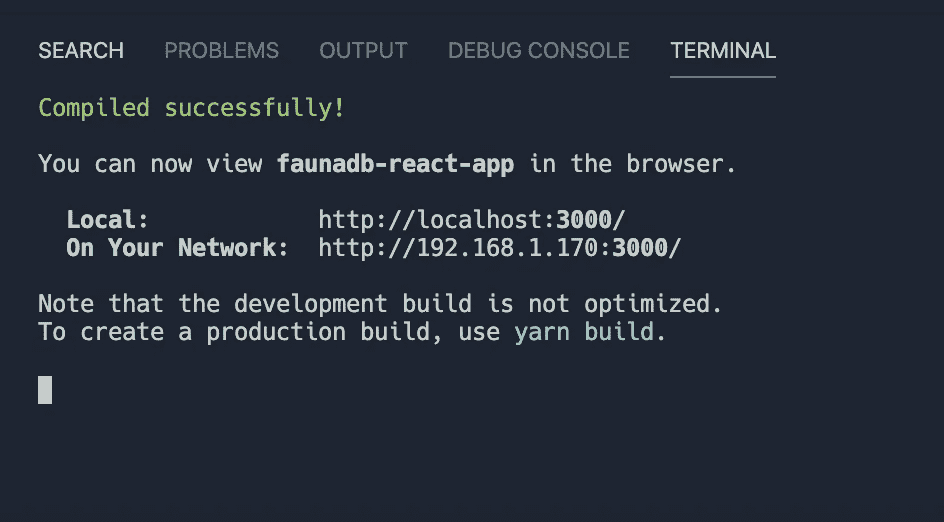 SEARCH PROBLEMS OUTPUT DEBUG CONSOLE TERMINAL
Compiled successfully!
You can now view faunadb-react-app in the browser.
Local: http://localhost:3000/
On Your Network: http://192.168.1.170:3000/
Note that the development build is not optimized.
To create a production build, use yarn build.